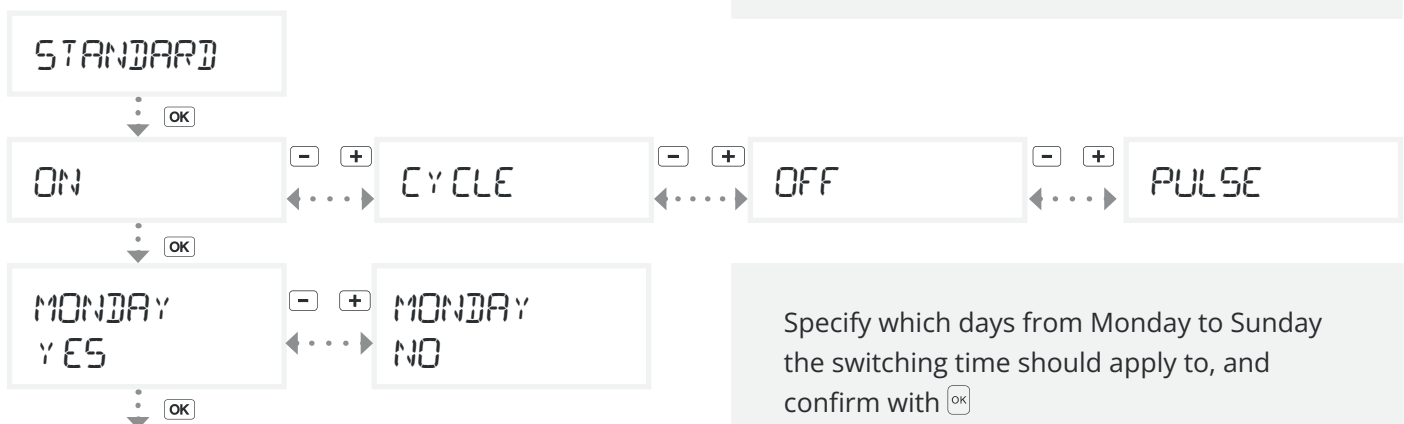 STANDARD
OK
ON
- +
CYCLE
- +
OFF
- +
PULSE
OK
MONDAY
YES
- +
MONDAY
NO
Specify which days from Monday to Sunday
the switching time should apply to, and
confirm with OK
OK